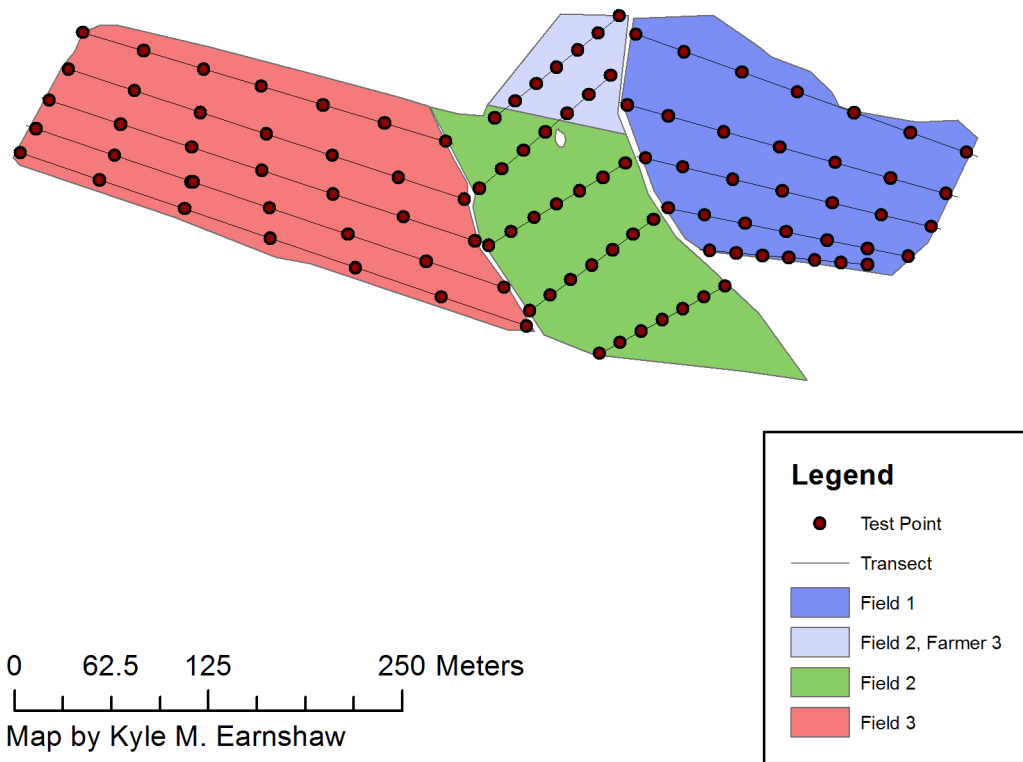 Legend
Test Point
Transect
Field 1
Field 2, Farmer 3
Field 2
Field 3
0 62.5 125 250 Meters
Map by Kyle M. Earnshaw